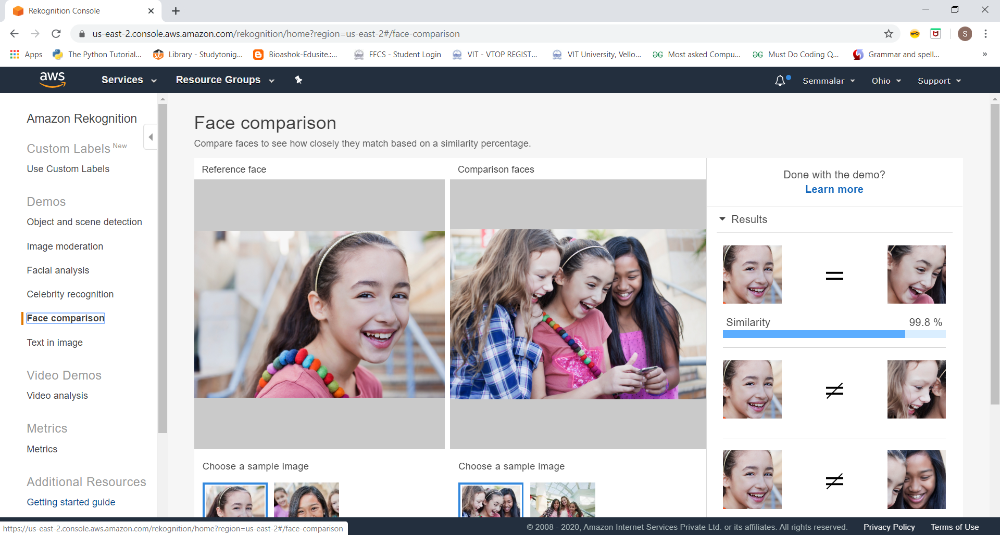 Rekognition Console
us-east-2.console.aws.amazon.com/rekognition/home?region=us-east-2#/face-comparison
S
Apps The Python Tutorial... Library - Studytonig... Bioashok-Edusite.:... FFCS - Student Login VIT - VTOP REGIST... VIT University, Vello... Most asked Compu... Must Do Coding Q... Grammar and spell... »
aws Services Resource Groups Semmalar Ohio Support
Amazon Rekognition
Custom Labels New
Use Custom Labels
Demos
Object and scene detection
Image moderation
Facial analysis
Celebrity recognition
Face comparison
Text in image
Video Demos
Video analysis
Metrics
Metrics
Additional Resources
Getting started guide
Face comparison
Compare faces to see how closely they match based on a similarity percentage.
Reference face
Comparison faces
Choose a sample image
Choose a sample image
Done with the demo?
Learn more
Results
=
Similarity 99.8 %
≠
≠
https://us-east-2.console.aws.amazon.com/rekognition/home?region=us-east-2#/face-comparison
© 2008 - 2020, Amazon Internet Services Private Ltd. or its affiliates. All rights reserved. Privacy Policy Terms of Use